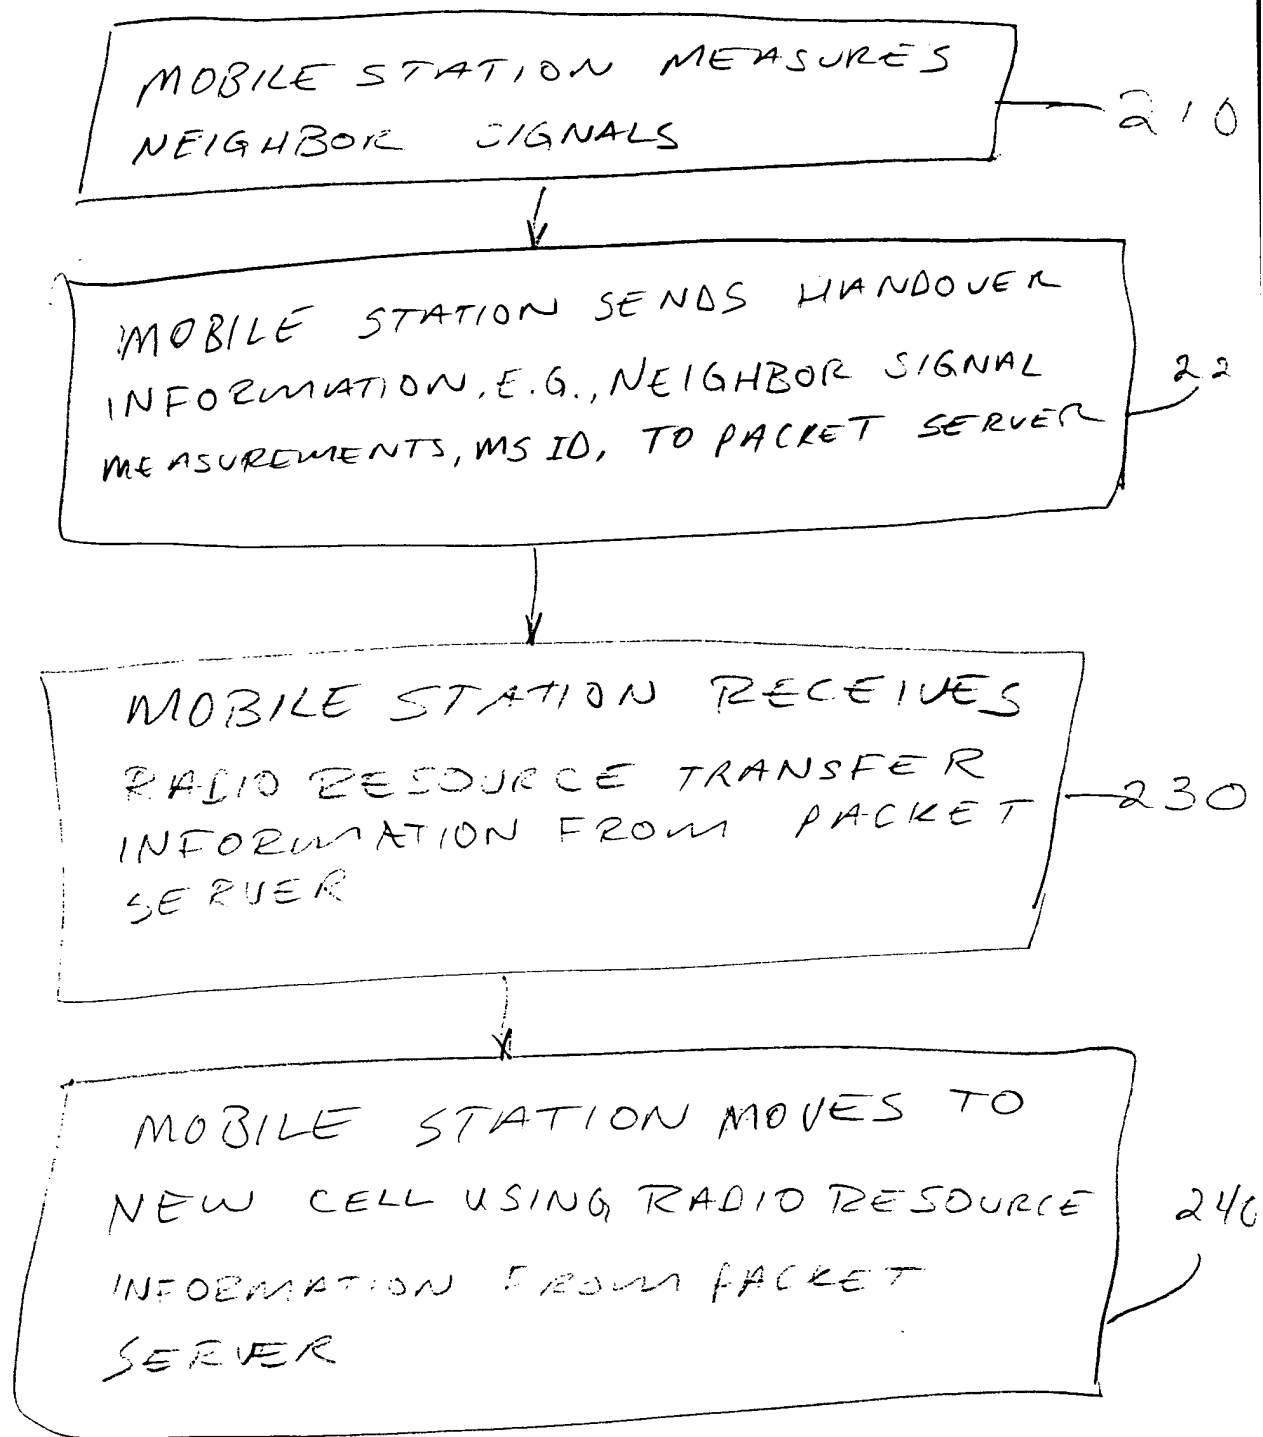 MOBILE STATION MEASURES
NEIGHBOR SIGNALS
210
MOBILE STATION SENDS HANDOVER
INFORMATION, E.G., NEIGHBOR SIGNAL
MEASUREMENTS, MS ID, TO PACKET SERVER
22
MOBILE STATION RECEIVES
RADIO RESOURCE TRANSFER
INFORMATION FROM PACKET
SERVER
230
MOBILE STATION MOVES TO
NEW CELL USING RADIO RESOURCE
INFORMATION FROM PACKET
SERVER
240